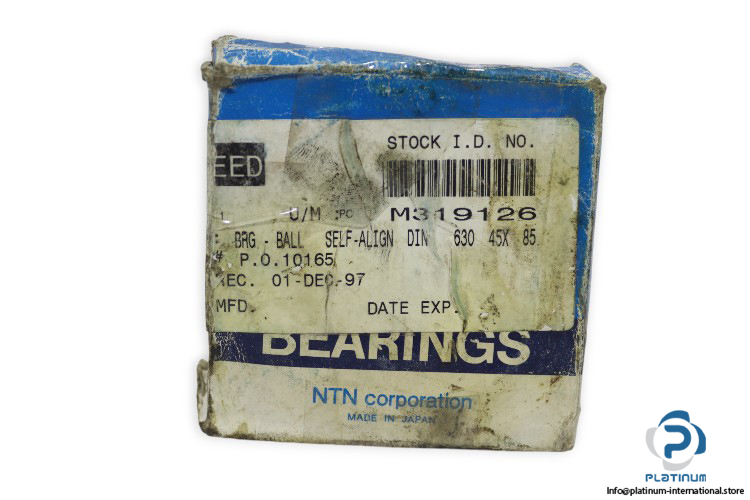 STOCK I.D. NO.
EED
U/M :PC M319126
: BRG - BALL SELF-ALIGN DIN 630 45X 85
# P.O.10165
REC. 01-DEC-97
MFD. DATE EXP.
BEARINGS
NTN corporation
MADE IN JAPAN
PLATINUM
Info@platinum-international.store